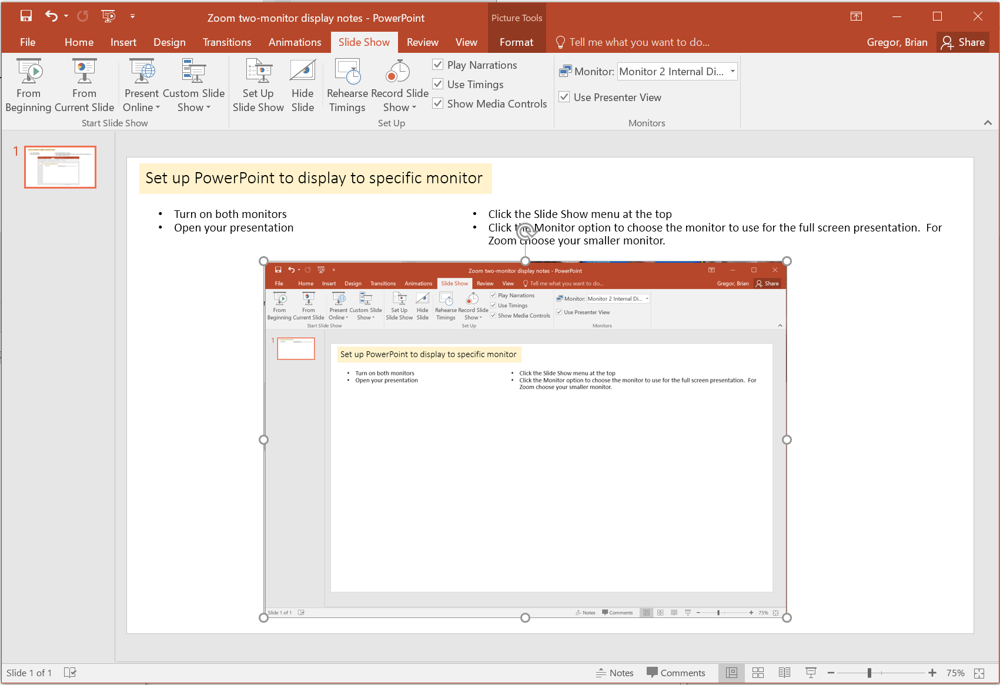 Zoom two-monitor display notes - PowerPoint
Picture Tools
File Home Insert Design Transitions Animations Slide Show Review View Format Tell me what you want to do... Gregor, Brian Share
From Beginning
From Current Slide
Present Online
Custom Slide Show
Start Slide Show
Set Up Slide Show
Hide Slide
Rehearse Timings
Record Slide Show
Play Narrations
Use Timings
Show Media Controls
Set Up
Monitor: Monitor 2 Internal Di...
Use Presenter View
Monitors
1
Set up PowerPoint to display to specific monitor
• Turn on both monitors
• Open your presentation
• Click the Slide Show menu at the top
• Click the Monitor option to choose the monitor to use for the full screen presentation. For
Zoom choose your smaller monitor.
Zoom two-monitor display notes - PowerPoint
File Home Insert Design Transitions Animations Slide Show Review View Tell me what you want to do... Gregor, Brian Share
From Beginning
From Current Slide
Present Online
Custom Slide Show
Start Slide Show
Set Up Slide Show
Hide Slide
Rehearse Timings
Record Slide Show
Play Narrations
Use Timings
Show Media Controls
Set Up
Monitor: Monitor 2 Internal Di...
Use Presenter View
Monitors
1
Set up PowerPoint to display to specific monitor
• Turn on both monitors
• Open your presentation
• Click the Slide Show menu at the top
• Click the Monitor option to choose the monitor to use for the full screen presentation. For
Zoom choose your smaller monitor.
Slide 1 of 1 Notes Comments 75%
Slide 1 of 1 Notes Comments 75%